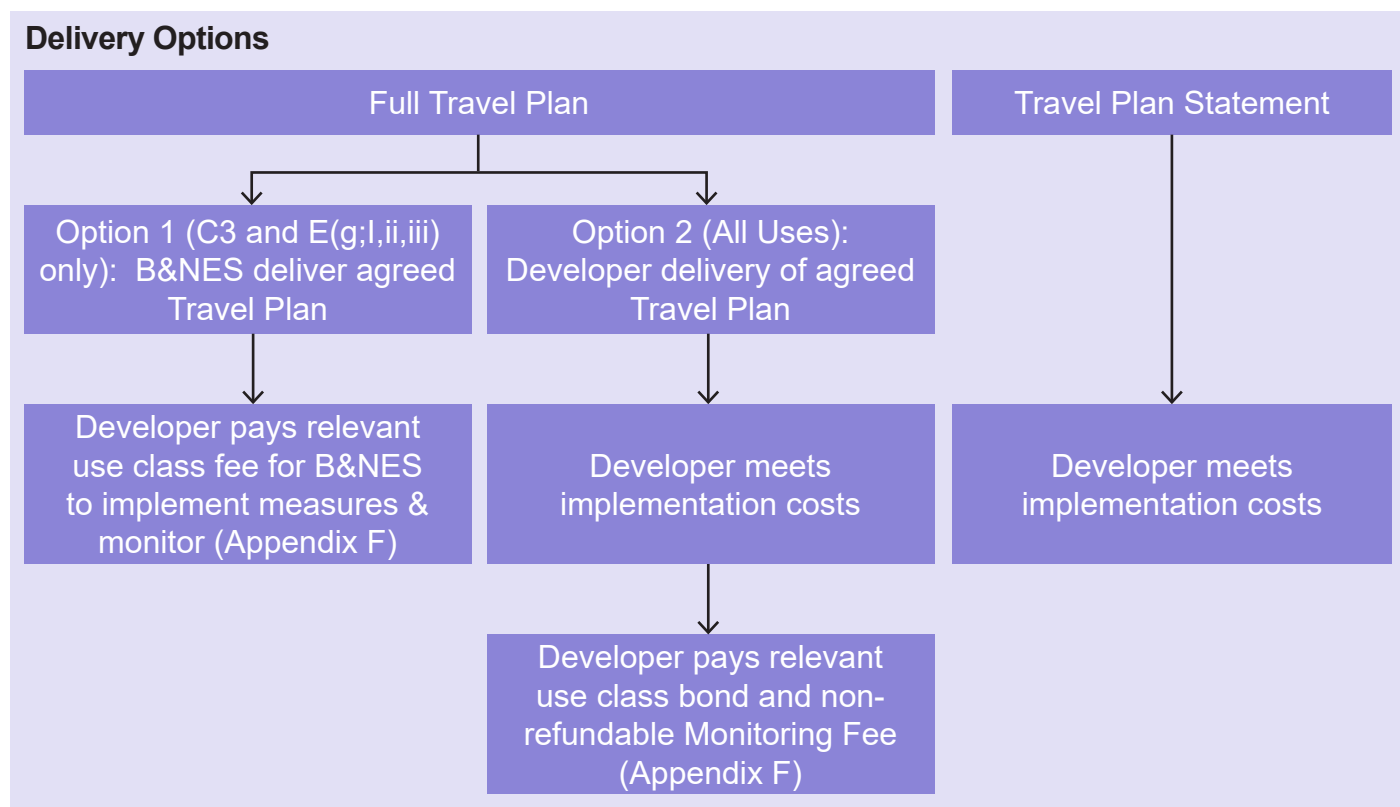 Delivery Options
Full Travel Plan
Travel Plan Statement
Option 1 (C3 and E(g;I,ii,iii)
only):  B&NES deliver agreed
Travel Plan
Option 2 (All Uses):
Developer delivery of agreed
Travel Plan
Developer pays relevant
use class fee for B&NES
to implement measures &
monitor (Appendix F)
Developer meets
implementation costs
Developer meets
implementation costs
Developer pays relevant
use class bond and non-
refundable Monitoring Fee
(Appendix F)